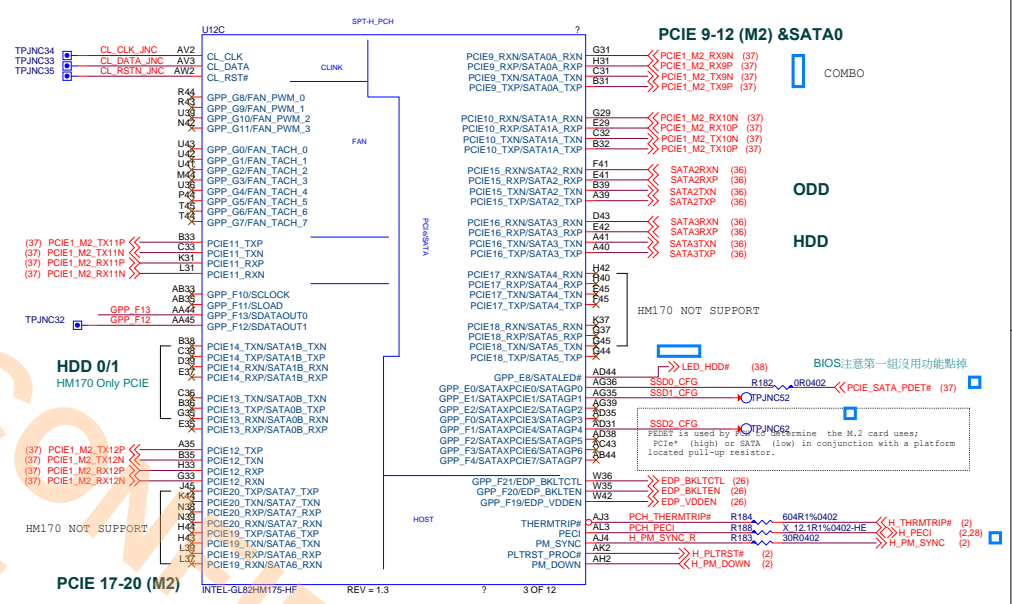 SPT-H_PCH
U12C
?
PCIE 9-12 (M2) &SATA0
COMBO
TPJNC34 CL_CLK_JNC AV2 CL_CLK
TPJNC33 CL_DATA_JNC AV3 CL_DATA
TPJNC35 CL_RSTN_JNC AW2 CL_RST#
CLINK
R44 GPP_G8/FAN_PWM_0
R43 GPP_G9/FAN_PWM_1
U39 GPP_G10/FAN_PWM_2
N42 GPP_G11/FAN_PWM_3
FAN
U43 GPP_G0/FAN_TACH_0
U42 GPP_G1/FAN_TACH_1
U41 GPP_G2/FAN_TACH_2
M44 GPP_G3/FAN_TACH_3
U36 GPP_G4/FAN_TACH_4
P44 GPP_G5/FAN_TACH_5
T45 GPP_G6/FAN_TACH_6
T44 GPP_G7/FAN_TACH_7
(37) PCIE1_M2_TX11P B33 PCIE11_TXP
(37) PCIE1_M2_TX11N C33 PCIE11_TXN
(37) PCIE1_M2_RX11P K31 PCIE11_RXP
(37) PCIE1_M2_RX11N L31 PCIE11_RXN
PCIe/SATA
AB33 GPP_F10/SCLOCK
AB35 GPP_F11/SLOAD
GPP_F13 AA44 GPP_F13/SDATAOUT0
TPJNC32 GPP_F12 AA45 GPP_F12/SDATAOUT1
HDD 0/1
HM170 Only PCIE
B38 PCIE14_TXN/SATA1B_TXN
C38 PCIE14_TXP/SATA1B_TXP
D39 PCIE14_RXN/SATA1B_RXN
E37 PCIE14_RXP/SATA1B_RXP
C36 PCIE13_TXN/SATA0B_TXN
B36 PCIE13_TXP/SATA0B_TXP
G35 PCIE13_RXN/SATA0B_RXN
E35 PCIE13_RXP/SATA0B_RXP
(37) PCIE1_M2_TX12P A35 PCIE12_TXP
(37) PCIE1_M2_TX12N B35 PCIE12_TXN
(37) PCIE1_M2_RX12P H33 PCIE12_RXP
(37) PCIE1_M2_RX12N G33 PCIE12_RXN
J45 PCIE20_TXP/SATA7_TXP
K44 PCIE20_TXN/SATA7_TXN
N38 PCIE20_RXP/SATA7_RXP
N39 PCIE20_RXN/SATA7_RXN
H44 PCIE19_TXP/SATA6_TXP
H43 PCIE19_TXN/SATA6_TXN
L39 PCIE19_RXP/SATA6_RXP
L37 PCIE19_RXN/SATA6_RXN
HM170 NOT SUPPORT
PCIE 17-20 (M2)
HOST
PCIE9_RXN/SATA0A_RXN G31 PCIE1_M2_RX9N (37)
PCIE9_RXP/SATA0A_RXP H31 PCIE1_M2_RX9P (37)
PCIE9_TXN/SATA0A_TXN C31 PCIE1_M2_TX9N (37)
PCIE9_TXP/SATA0A_TXP B31 PCIE1_M2_TX9P (37)
PCIE10_RXN/SATA1A_RXN G29 PCIE1_M2_RX10N (37)
PCIE10_RXP/SATA1A_RXP E29 PCIE1_M2_RX10P (37)
PCIE10_TXN/SATA1A_TXN C32 PCIE1_M2_TX10N (37)
PCIE10_TXP/SATA1A_TXP B32 PCIE1_M2_TX10P (37)
PCIE15_RXN/SATA2_RXN F41 SATA2RXN (36)
PCIE15_RXP/SATA2_RXP E41 SATA2RXP (36)
PCIE15_TXN/SATA2_TXN B39 SATA2TXN (36)
PCIE15_TXP/SATA2_TXP A39 SATA2TXP (36)
ODD
PCIE16_RXN/SATA3_RXN D43 SATA3RXN (36)
PCIE16_RXP/SATA3_RXP E42 SATA3RXP (36)
PCIE16_TXN/SATA3_TXN A41 SATA3TXN (36)
PCIE16_TXP/SATA3_TXP A40 SATA3TXP (36)
HDD
PCIE17_RXN/SATA4_RXN H42
PCIE17_RXP/SATA4_RXP H40
PCIE17_TXN/SATA4_TXN E45
PCIE17_TXP/SATA4_TXP F45
HM170 NOT SUPPORT
PCIE18_RXN/SATA5_RXN K37
PCIE18_RXP/SATA5_RXP G37
PCIE18_TXN/SATA5_TXN G45
PCIE18_TXP/SATA5_TXP G44
GPP_E8/SATALED# AD44 LED_HDD# (38)
BIOS注意第一組沒用功能點掉
GPP_E0/SATAXPCIE0/SATAGP0 AG36 SSD0_CFG R182 0R0402 PCIE_SATA_PDET# (37)
GPP_E1/SATAXPCIE1/SATAGP1 AG35 SSD1_CFG TPJNC52
GPP_E2/SATAXPCIE2/SATAGP2 AG39
GPP_F0/SATAXPCIE3/SATAGP3 AD35
GPP_F1/SATAXPCIE4/SATAGP4 AD31 SSD2_CFG TPJNC62
GPP_F2/SATAXPCIE5/SATAGP5 AD38
GPP_F3/SATAXPCIE6/SATAGP6 AC43
GPP_F4/SATAXPCIE7/SATAGP7 AB44
PEDET is used by PCH to determine the M.2 card uses;
PCIe* (high) or SATA (low) in conjunction with a platform
located pull-up resistor.
GPP_F21/EDP_BKLTCTL W36 EDP_BKLTCTL (26)
GPP_F20/EDP_BKLTEN W35 EDP_BKLTEN (26)
GPP_F19/EDP_VDDEN W42 EDP_VDDEN (26)
THERMTRIP# AJ3 PCH_THERMTRIP# R184 604R1%0402 H_THRMTRIP# (2)
PECI AL3 PCH_PECI R188 X_12.1R1%0402-HE H_PECI (2,28)
PM_SYNC AJ4 H_PM_SYNC_R R183 30R0402 H_PM_SYNC (2)
PLTRST_PROC# AK2 H_PLTRST# (2)
PM_DOWN AH2 H_PM_DOWN (2)
INTEL-GL82HM175-HF REV = 1.3 ? 3 OF 12